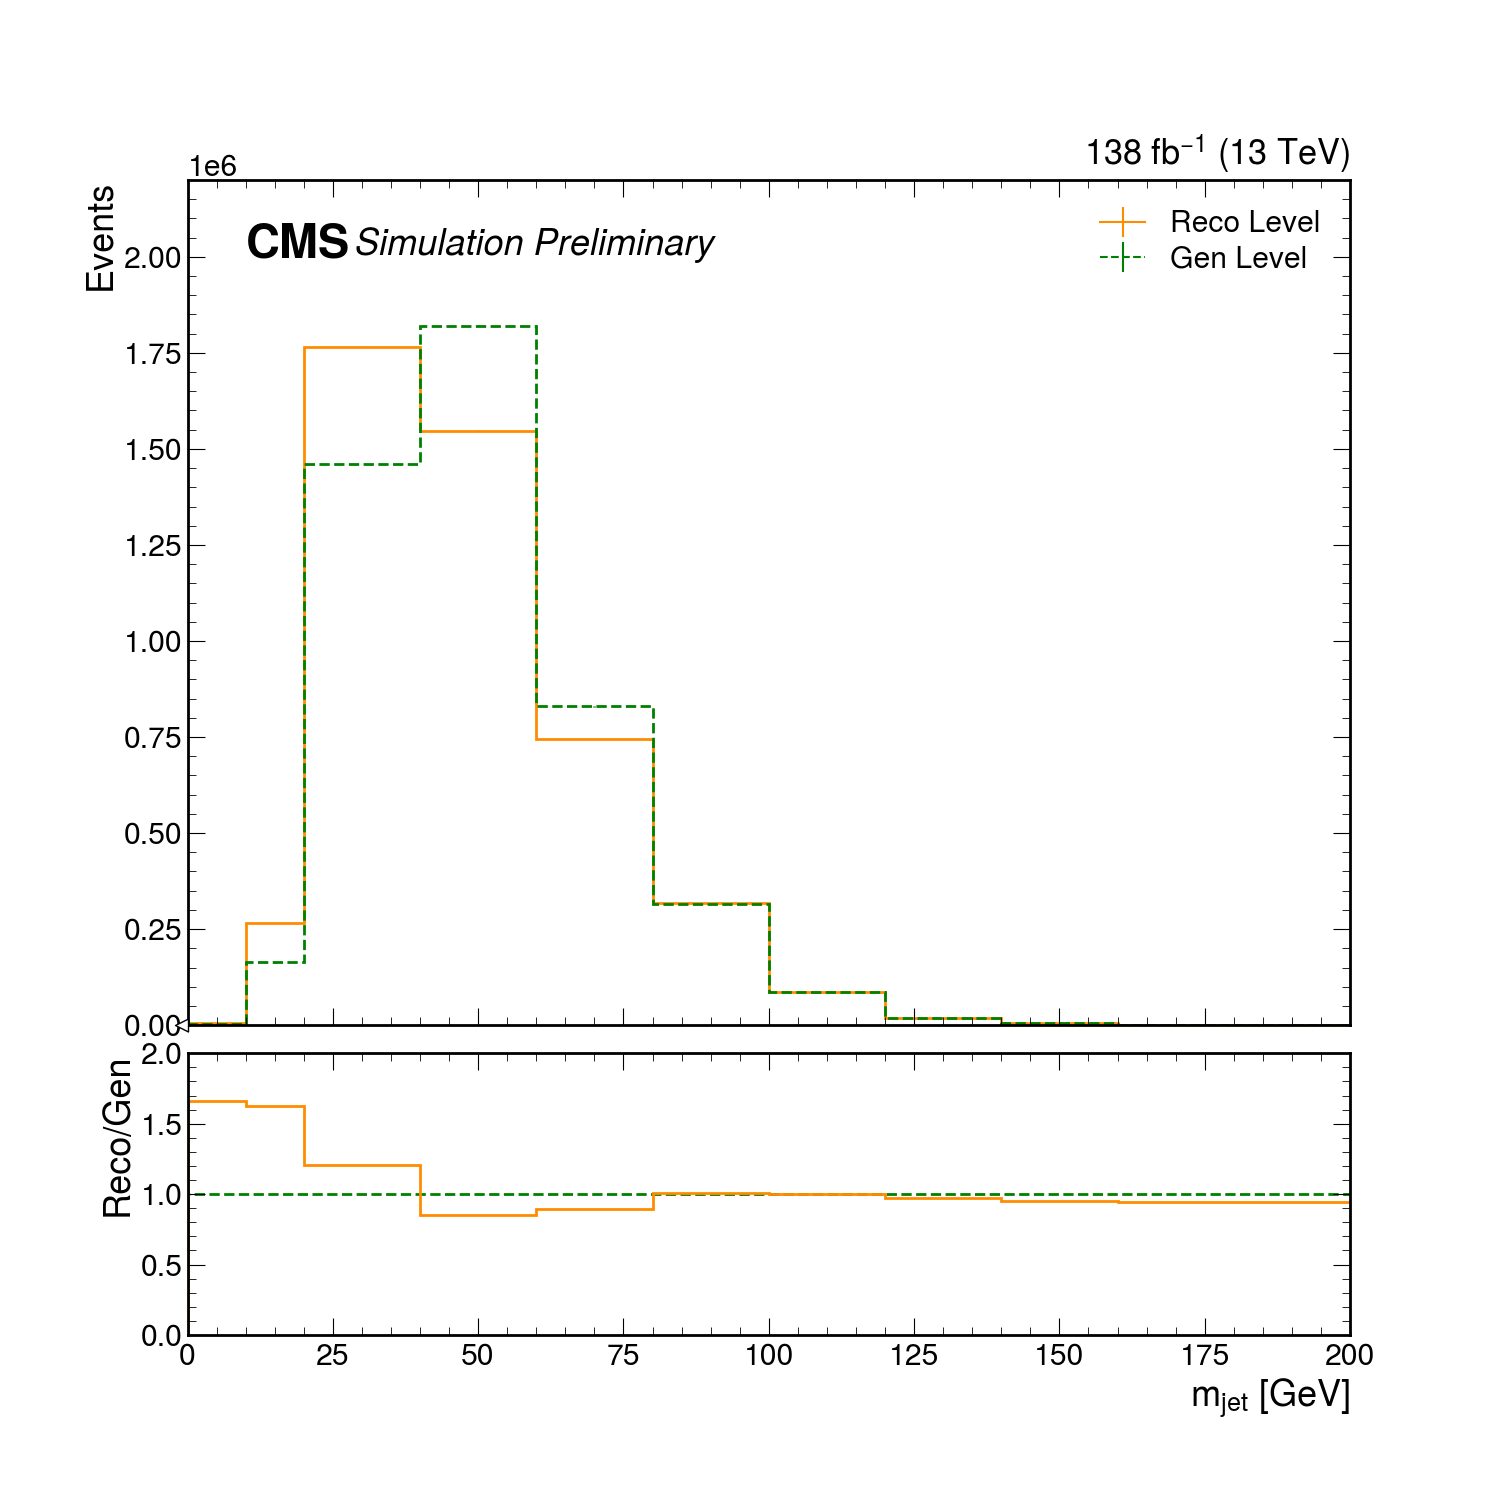 138 fb⁻¹ (13 TeV)
1e6
Events
CMS Simulation Preliminary
Reco Level
Gen Level
2.00
1.75
1.50
1.25
1.00
0.75
0.50
0.25
0.00
Reco/Gen
2.0
1.5
1.0
0.5
0.0
0 25 50 75 100 125 150 175 200
m_jet [GeV]